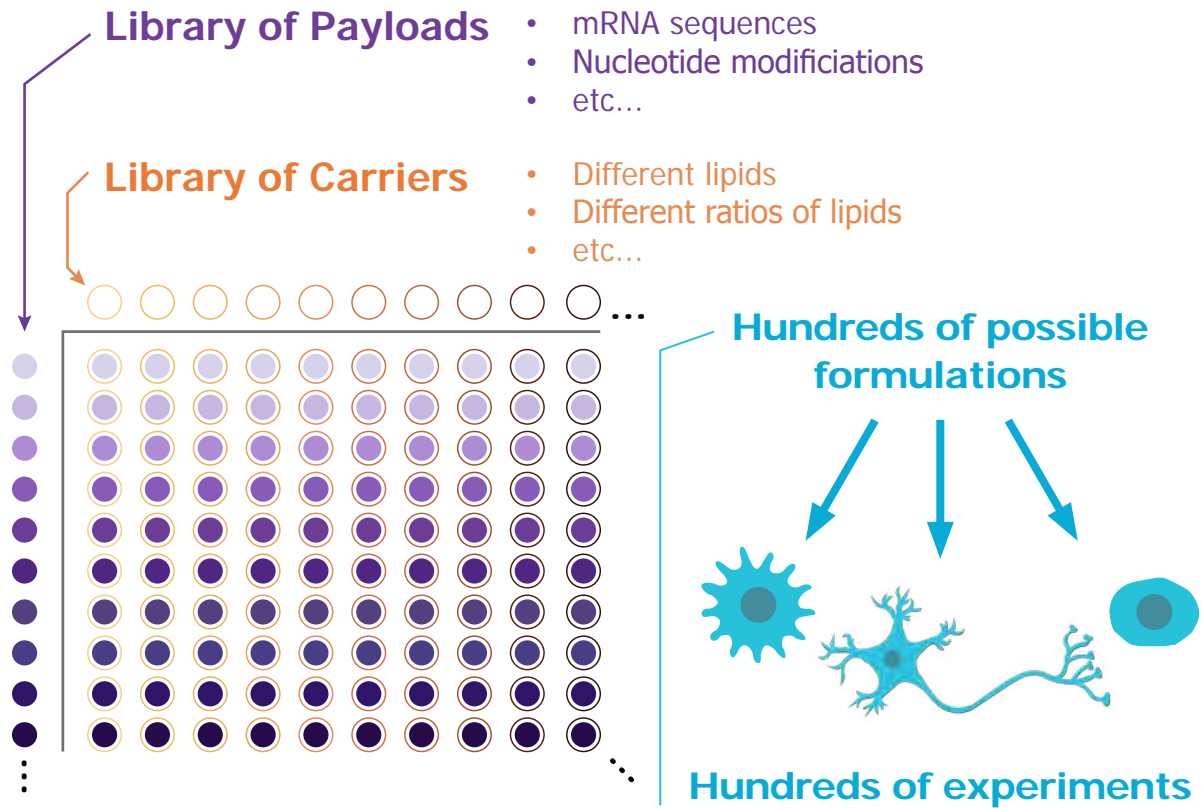 Library of Payloads
• mRNA sequences
• Nucleotide modificiations
• etc...
Library of Carriers
• Different lipids
• Different ratios of lipids
• etc...
...
Hundreds of possible
formulations
Hundreds of experiments